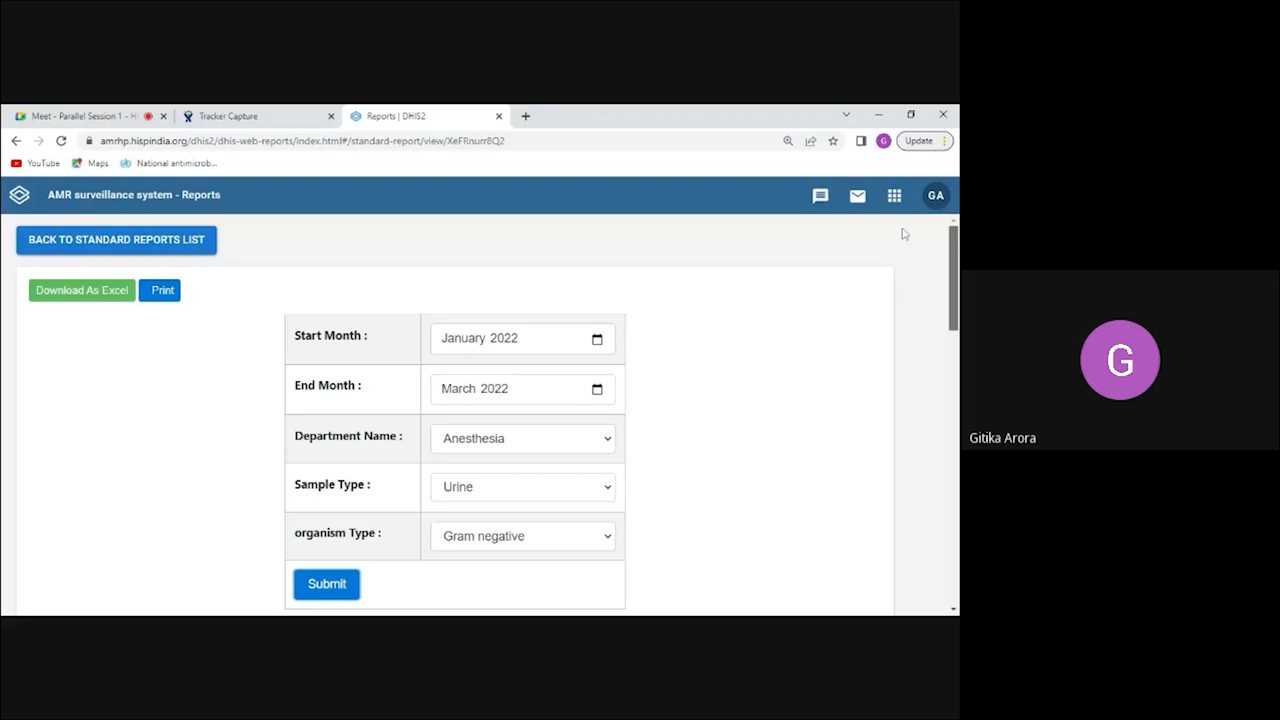 Meet - Parallel Session 1 - H
Tracker Capture
Reports | DHIS2
amrhp.hispindia.org/dhis2/dhis-web-reports/index.html#/standard-report/view/XeFRnurr8Q2
G
Update
YouTube
Maps
National antimicrob...
AMR surveillance system - Reports
GA
BACK TO STANDARD REPORTS LIST
Download As Excel
Print
Start Month :
January 2022
End Month :
March 2022
Department Name :
Anesthesia
Sample Type :
Urine
organism Type :
Gram negative
Submit
G
Gitika Arora